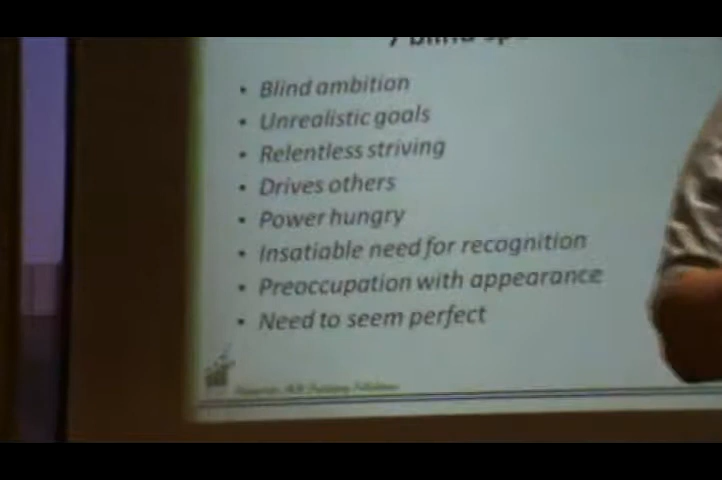 blind
• Blind ambition
• Unrealistic goals
• Relentless striving
• Drives others
• Power hungry
• Insatiable need for recognition
• Preoccupation with appearance
• Need to seem perfect